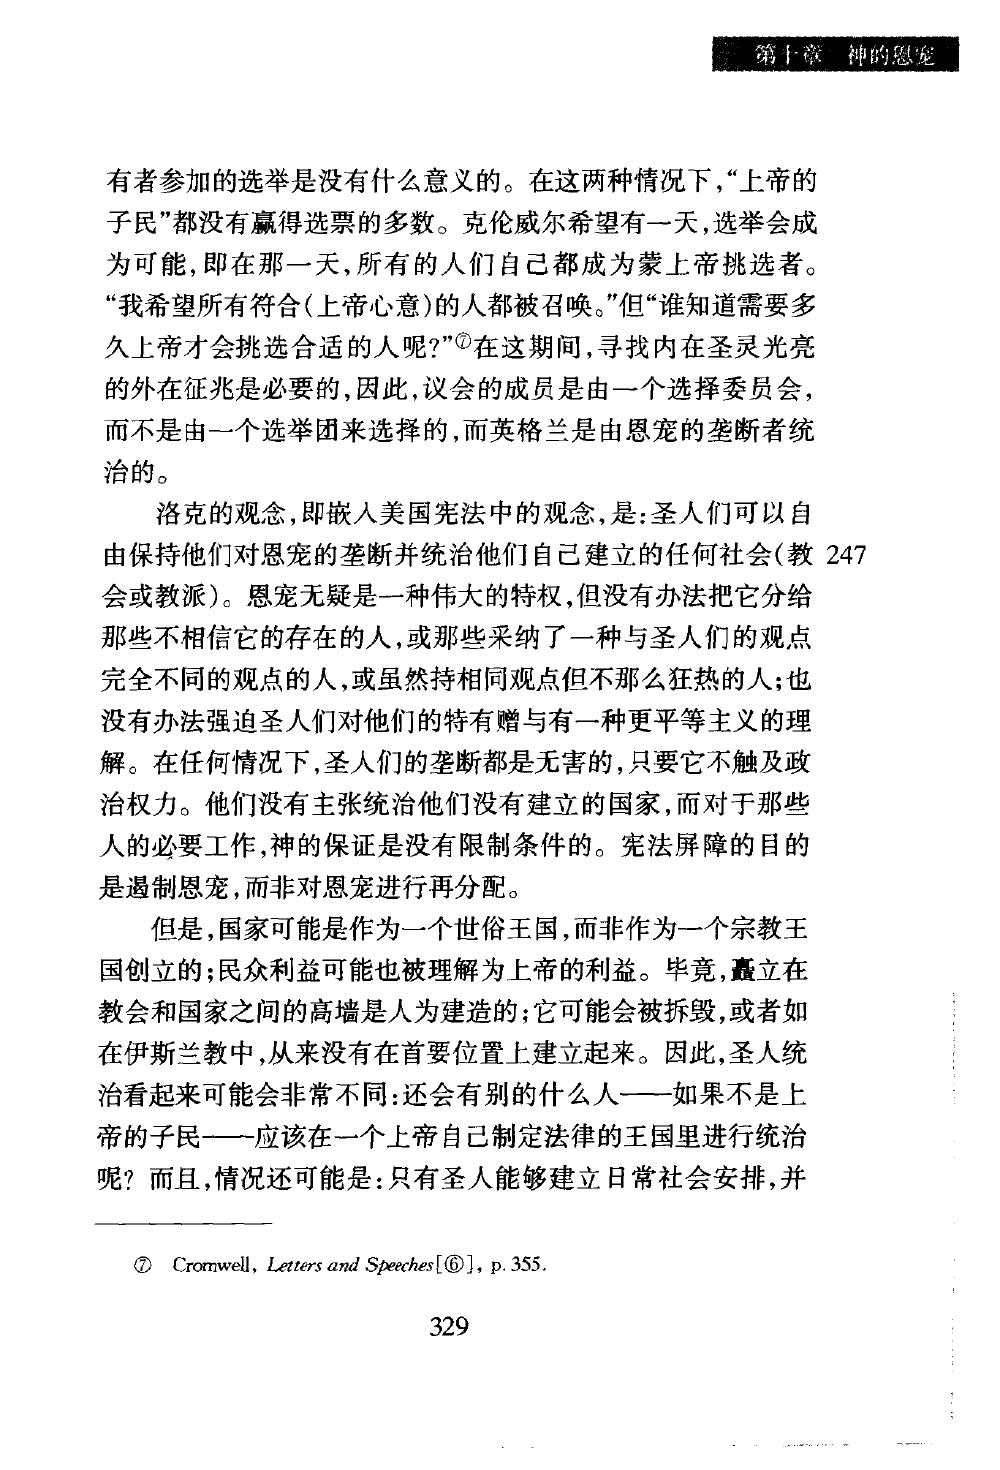 第十章 神的恩宠
有者参加的选举是没有什么意义的。在这两种情况下,“上帝的
子民”都没有赢得选票的多数。克伦威尔希望有一天,选举会成
为可能,即在那一天,所有的人们自己都成为蒙上帝挑选者。
“我希望所有符合(上帝心意)的人都被召唤。”但“谁知道需要多
久上帝才会挑选合适的人呢?”⑦在这期间,寻找内在圣灵光亮
的外在征兆是必要的,因此,议会的成员是由一个选择委员会,
而不是由一个选举团来选择的,而英格兰是由恩宠的垄断者统
治的。
洛克的观念,即嵌入美国宪法中的观念,是:圣人们可以自
由保持他们对恩宠的垄断并统治他们自己建立的任何社会(教 247
会或教派)。恩宠无疑是一种伟大的特权,但没有办法把它分给
那些不相信它的存在的人,或那些采纳了一种与圣人们的观点
完全不同的观点的人,或虽然持相同观点但不那么狂热的人;也
没有办法强迫圣人们对他们的特有赠与有一种更平等主义的理
解。在任何情况下,圣人们的垄断都是无害的,只要它不触及政
治权力。他们没有主张统治他们没有建立的国家,而对于那些
人的必要工作,神的保证是没有限制条件的。宪法屏障的目的
是遏制恩宠,而非对恩宠进行再分配。
但是,国家可能是作为一个世俗王国,而非作为一个宗教王
国创立的;民众利益可能也被理解为上帝的利益。毕竟,矗立在
教会和国家之间的高墙是人为建造的;它可能会被拆毁,或者如
在伊斯兰教中,从来没有在首要位置上建立起来。因此,圣人统
治看起来可能会非常不同:还会有别的什么人——如果不是上
帝的子民——应该在一个上帝自己制定法律的王国里进行统治
呢?而且,情况还可能是:只有圣人能够建立日常社会安排,并
⑦ Cromwell, Letters and Speeches[⑥], p. 355.
329